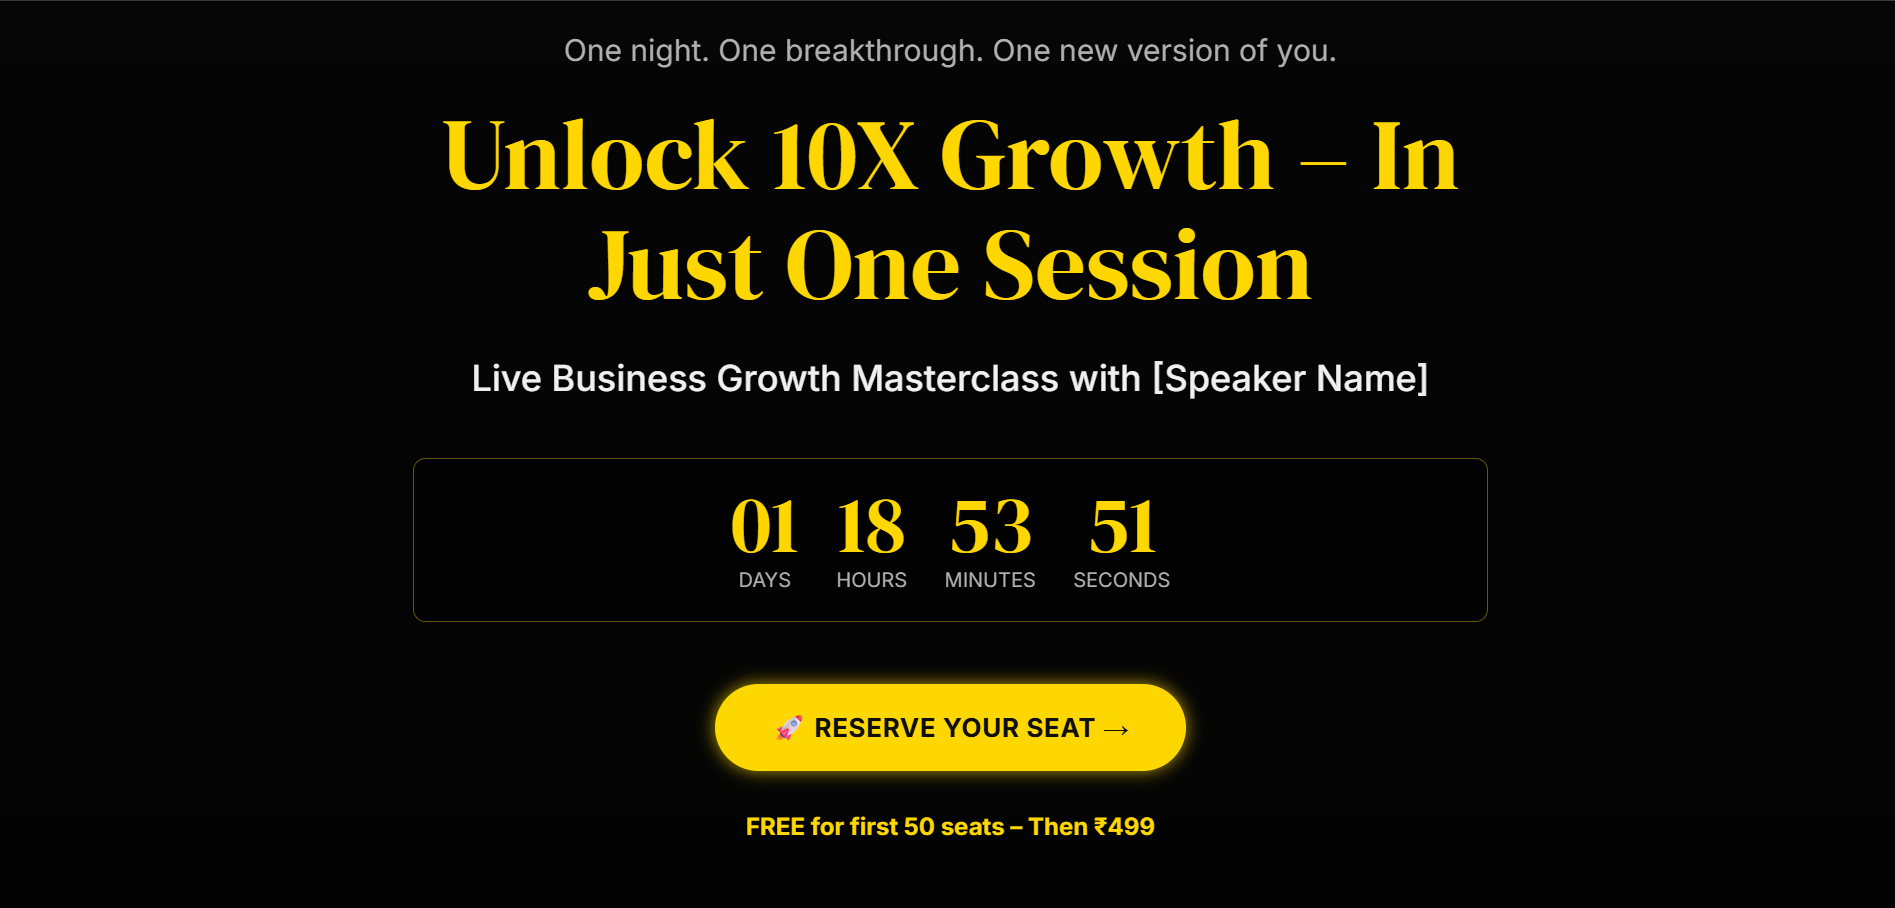 One night. One breakthrough. One new version of you.
Unlock 10X Growth – In
Just One Session
Live Business Growth Masterclass with [Speaker Name]
01 18 53 51
DAYS HOURS MINUTES SECONDS
🚀 RESERVE YOUR SEAT →
FREE for first 50 seats – Then ₹499